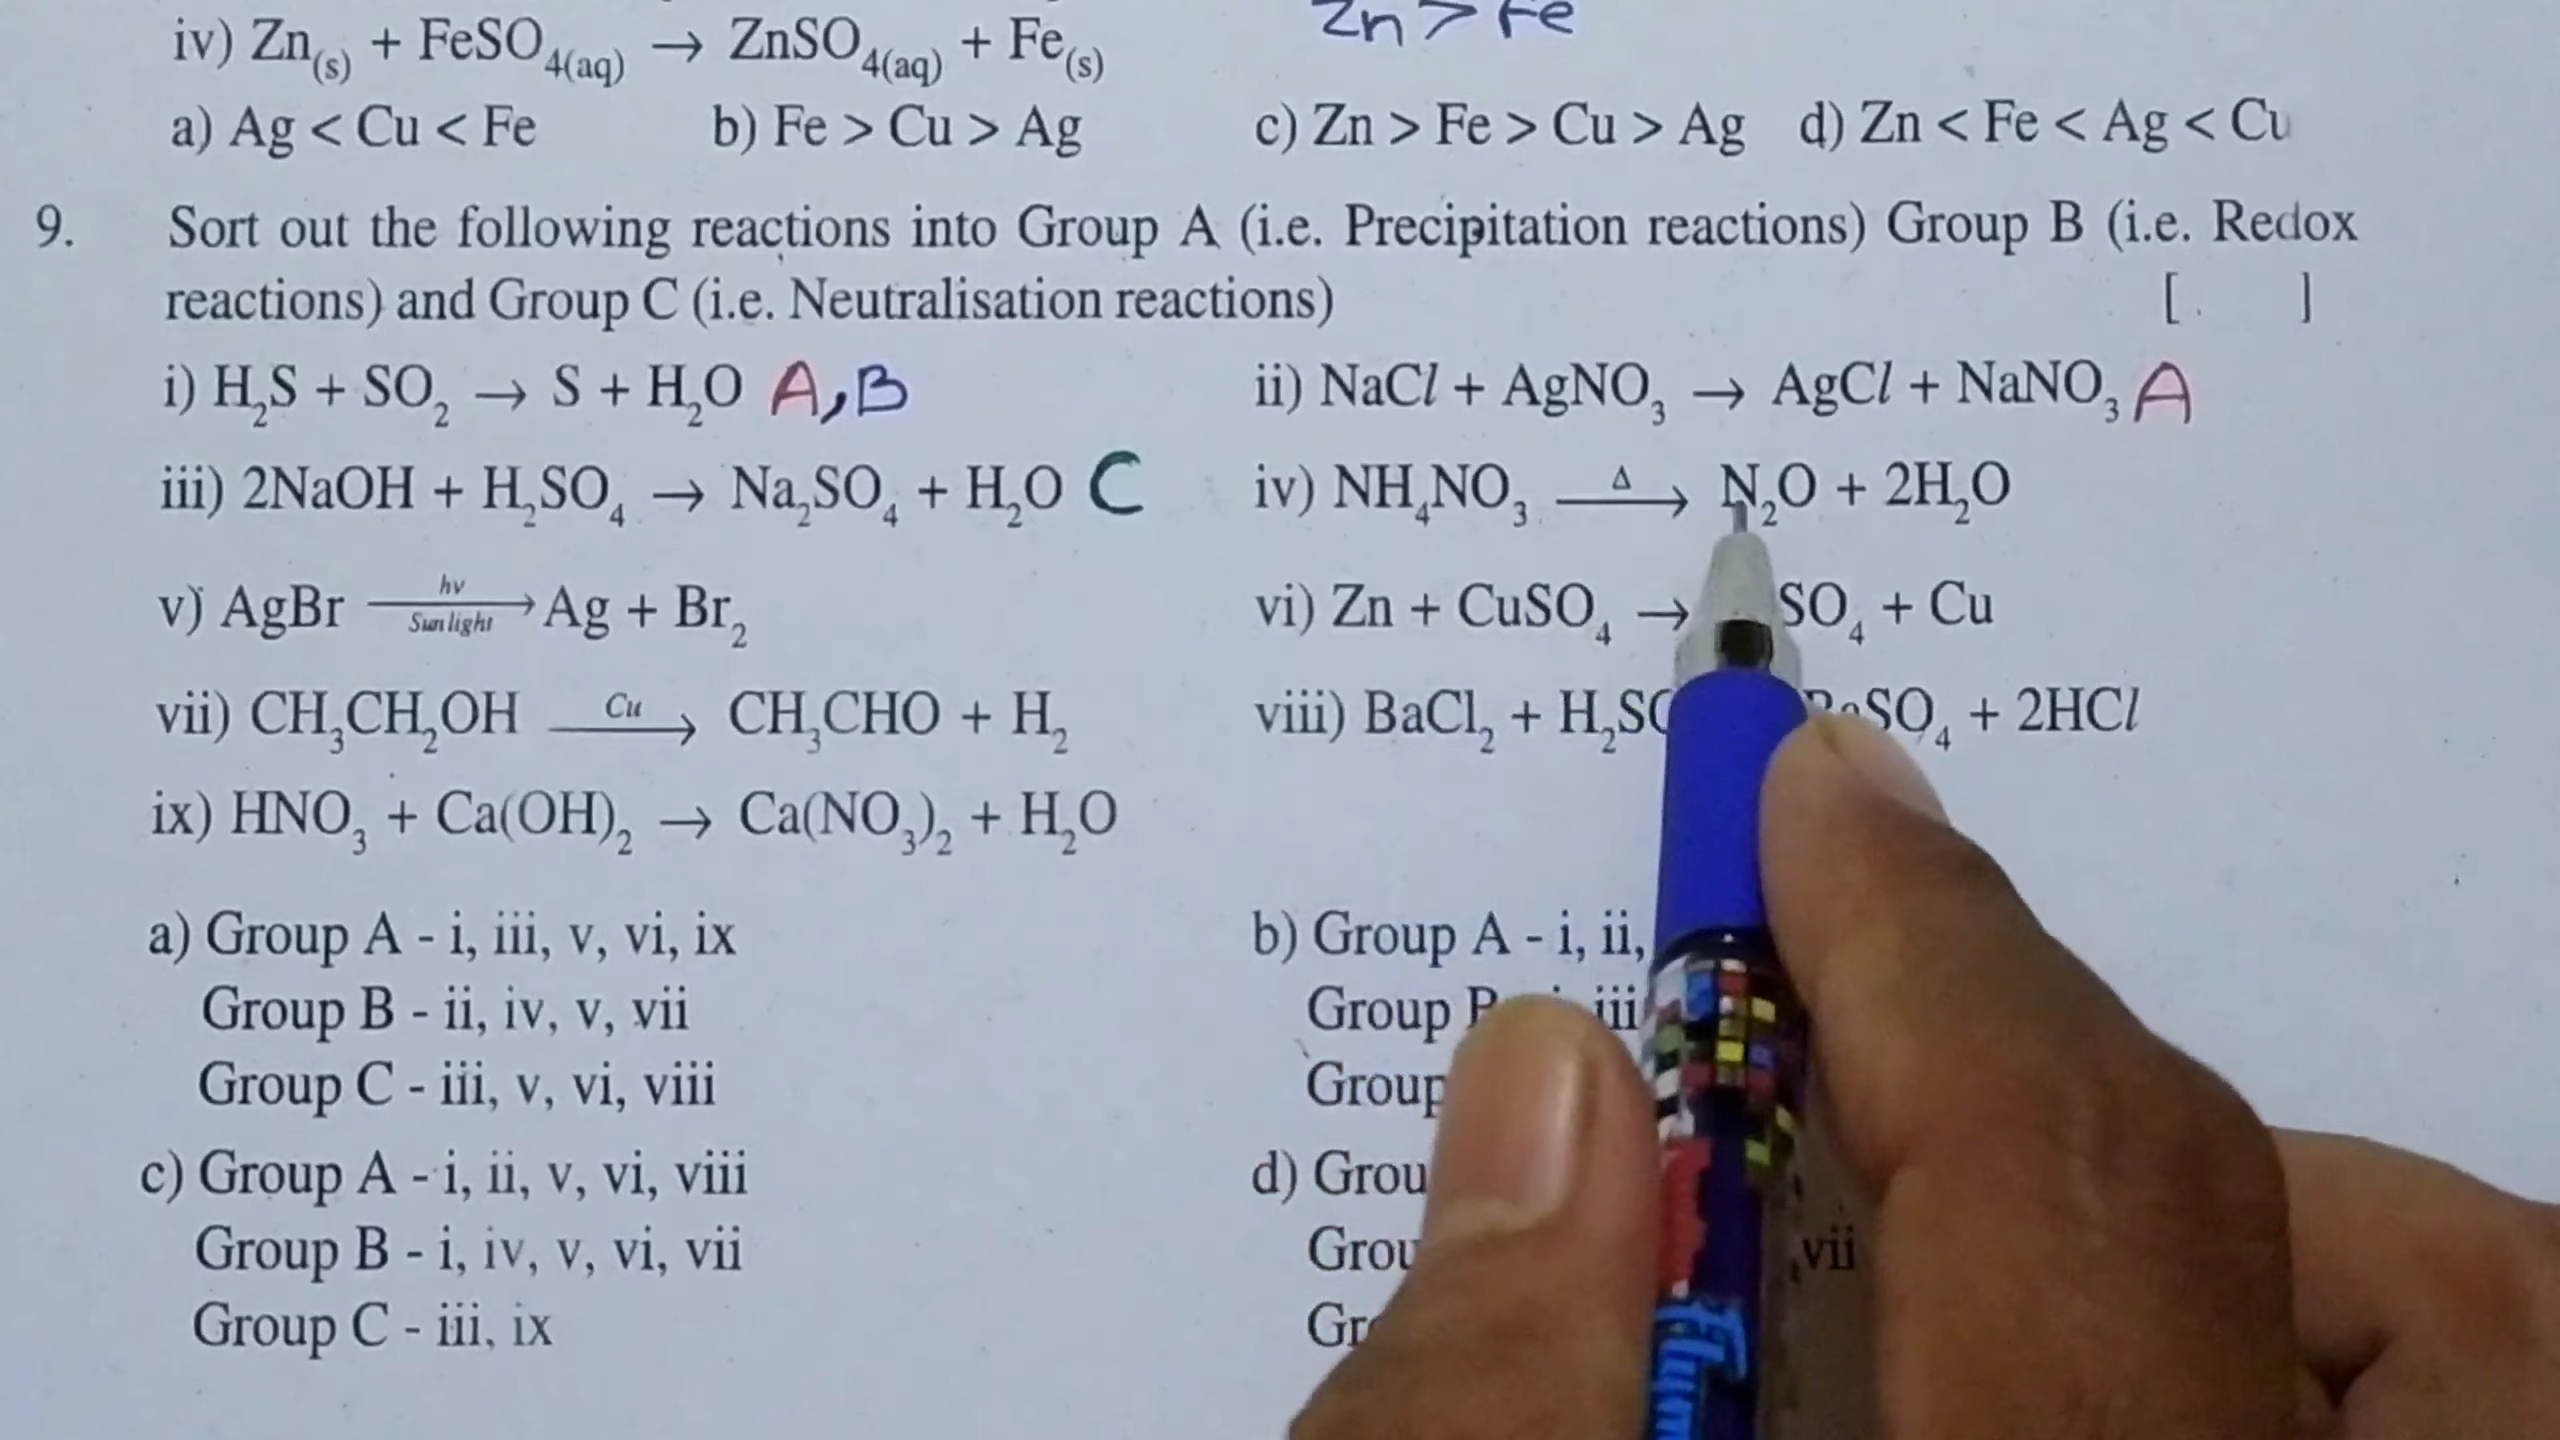 Zn > Fe
iv) Zn(s) + FeSO4(aq) → ZnSO4(aq) + Fe(s)
a) Ag < Cu < Fe b) Fe > Cu > Ag c) Zn > Fe > Cu > Ag d) Zn < Fe < Ag < Cu
9. Sort out the following reactions into Group A (i.e. Precipitation reactions) Group B (i.e. Redox
reactions) and Group C (i.e. Neutralisation reactions) [ ]
i) H2S + SO2 → S + H2O A,B ii) NaCl + AgNO3 → AgCl + NaNO3 A
iii) 2NaOH + H2SO4 → Na2SO4 + H2O C iv) NH4NO3 Δ→ N2O + 2H2O
v) AgBr hν→ Sunlight Ag + Br2 vi) Zn + CuSO4 → SO4 + Cu
vii) CH3CH2OH Cu→ CH3CHO + H2 viii) BaCl2 + H2SO SO4 + 2HCl
ix) HNO3 + Ca(OH)2 → Ca(NO3)2 + H2O
a) Group A - i, iii, v, vi, ix b) Group A - i, ii,
Group B - ii, iv, v, vii Group
Group C - iii, v, vi, viii Group
c) Group A - i, ii, v, vi, viii d)
Group B - i, iv, v, vi, vii vii
Group C - iii, ix
Flum